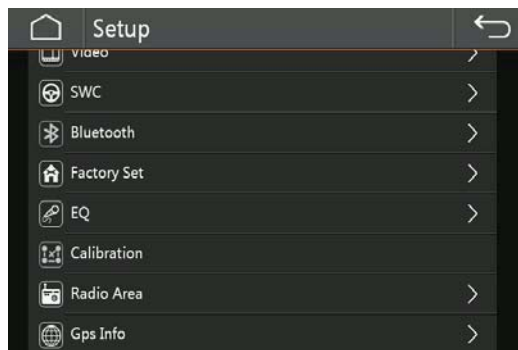 Setup
Video
SWC
Bluetooth
Factory Set
EQ
Calibration
Radio Area
Gps Info